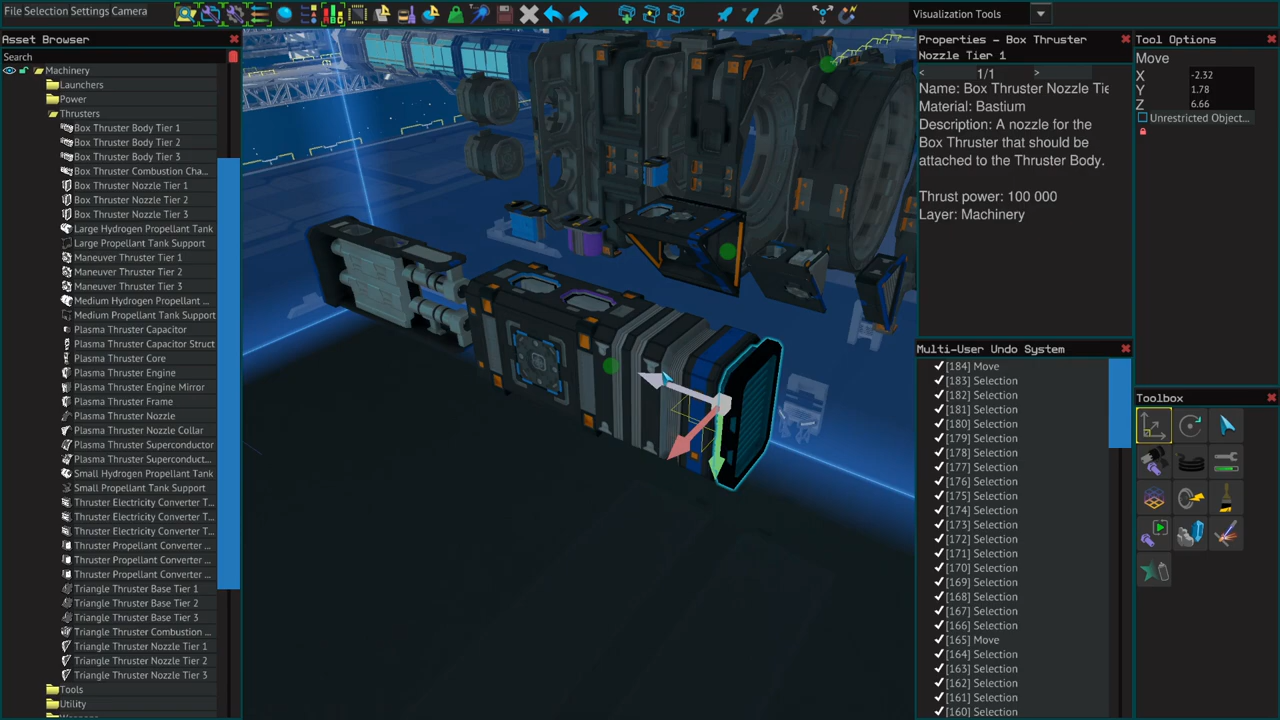 File Selection Settings Camera
Visualization Tools
Asset Browser
Search
Machinery
Launchers
Power
Thrusters
Box Thruster Body Tier 1
Box Thruster Body Tier 2
Box Thruster Body Tier 3
Box Thruster Combustion Cha...
Box Thruster Nozzle Tier 1
Box Thruster Nozzle Tier 2
Box Thruster Nozzle Tier 3
Large Hydrogen Propellant Tank
Large Propellant Tank Support
Maneuver Thruster Tier 1
Maneuver Thruster Tier 2
Maneuver Thruster Tier 3
Medium Hydrogen Propellant ...
Medium Propellant Tank Support
Plasma Thruster Capacitor
Plasma Thruster Capacitor Struct
Plasma Thruster Core
Plasma Thruster Engine
Plasma Thruster Engine Mirror
Plasma Thruster Frame
Plasma Thruster Nozzle
Plasma Thruster Nozzle Collar
Plasma Thruster Superconductor
Plasma Thruster Superconduct...
Small Hydrogen Propellant Tank
Small Propellant Tank Support
Thruster Electricity Converter T...
Thruster Electricity Converter T...
Thruster Electricity Converter T...
Thruster Propellant Converter ...
Thruster Propellant Converter ...
Thruster Propellant Converter ...
Triangle Thruster Base Tier 1
Triangle Thruster Base Tier 2
Triangle Thruster Base Tier 3
Triangle Thruster Combustion ...
Triangle Thruster Nozzle Tier 1
Triangle Thruster Nozzle Tier 2
Triangle Thruster Nozzle Tier 3
Tools
Utility
Properties - Box Thruster
Nozzle Tier 1
< 1/1 >
Name: Box Thruster Nozzle Tie
Material: Bastium
Description: A nozzle for the
Box Thruster that should be
attached to the Thruster Body.
Thrust power: 100 000
Layer: Machinery
Multi-User Undo System
[184] Move
[183] Selection
[182] Selection
[181] Selection
[180] Selection
[179] Selection
[178] Selection
[177] Selection
[176] Selection
[175] Selection
[174] Selection
[173] Selection
[172] Selection
[171] Selection
[170] Selection
[169] Selection
[168] Selection
[167] Selection
[166] Selection
[165] Move
[164] Selection
[163] Selection
[162] Selection
[161] Selection
[160] Selection
Tool Options
Move
X -2.32
Y 1.78
Z 6.66
Unrestricted Object...
Toolbox